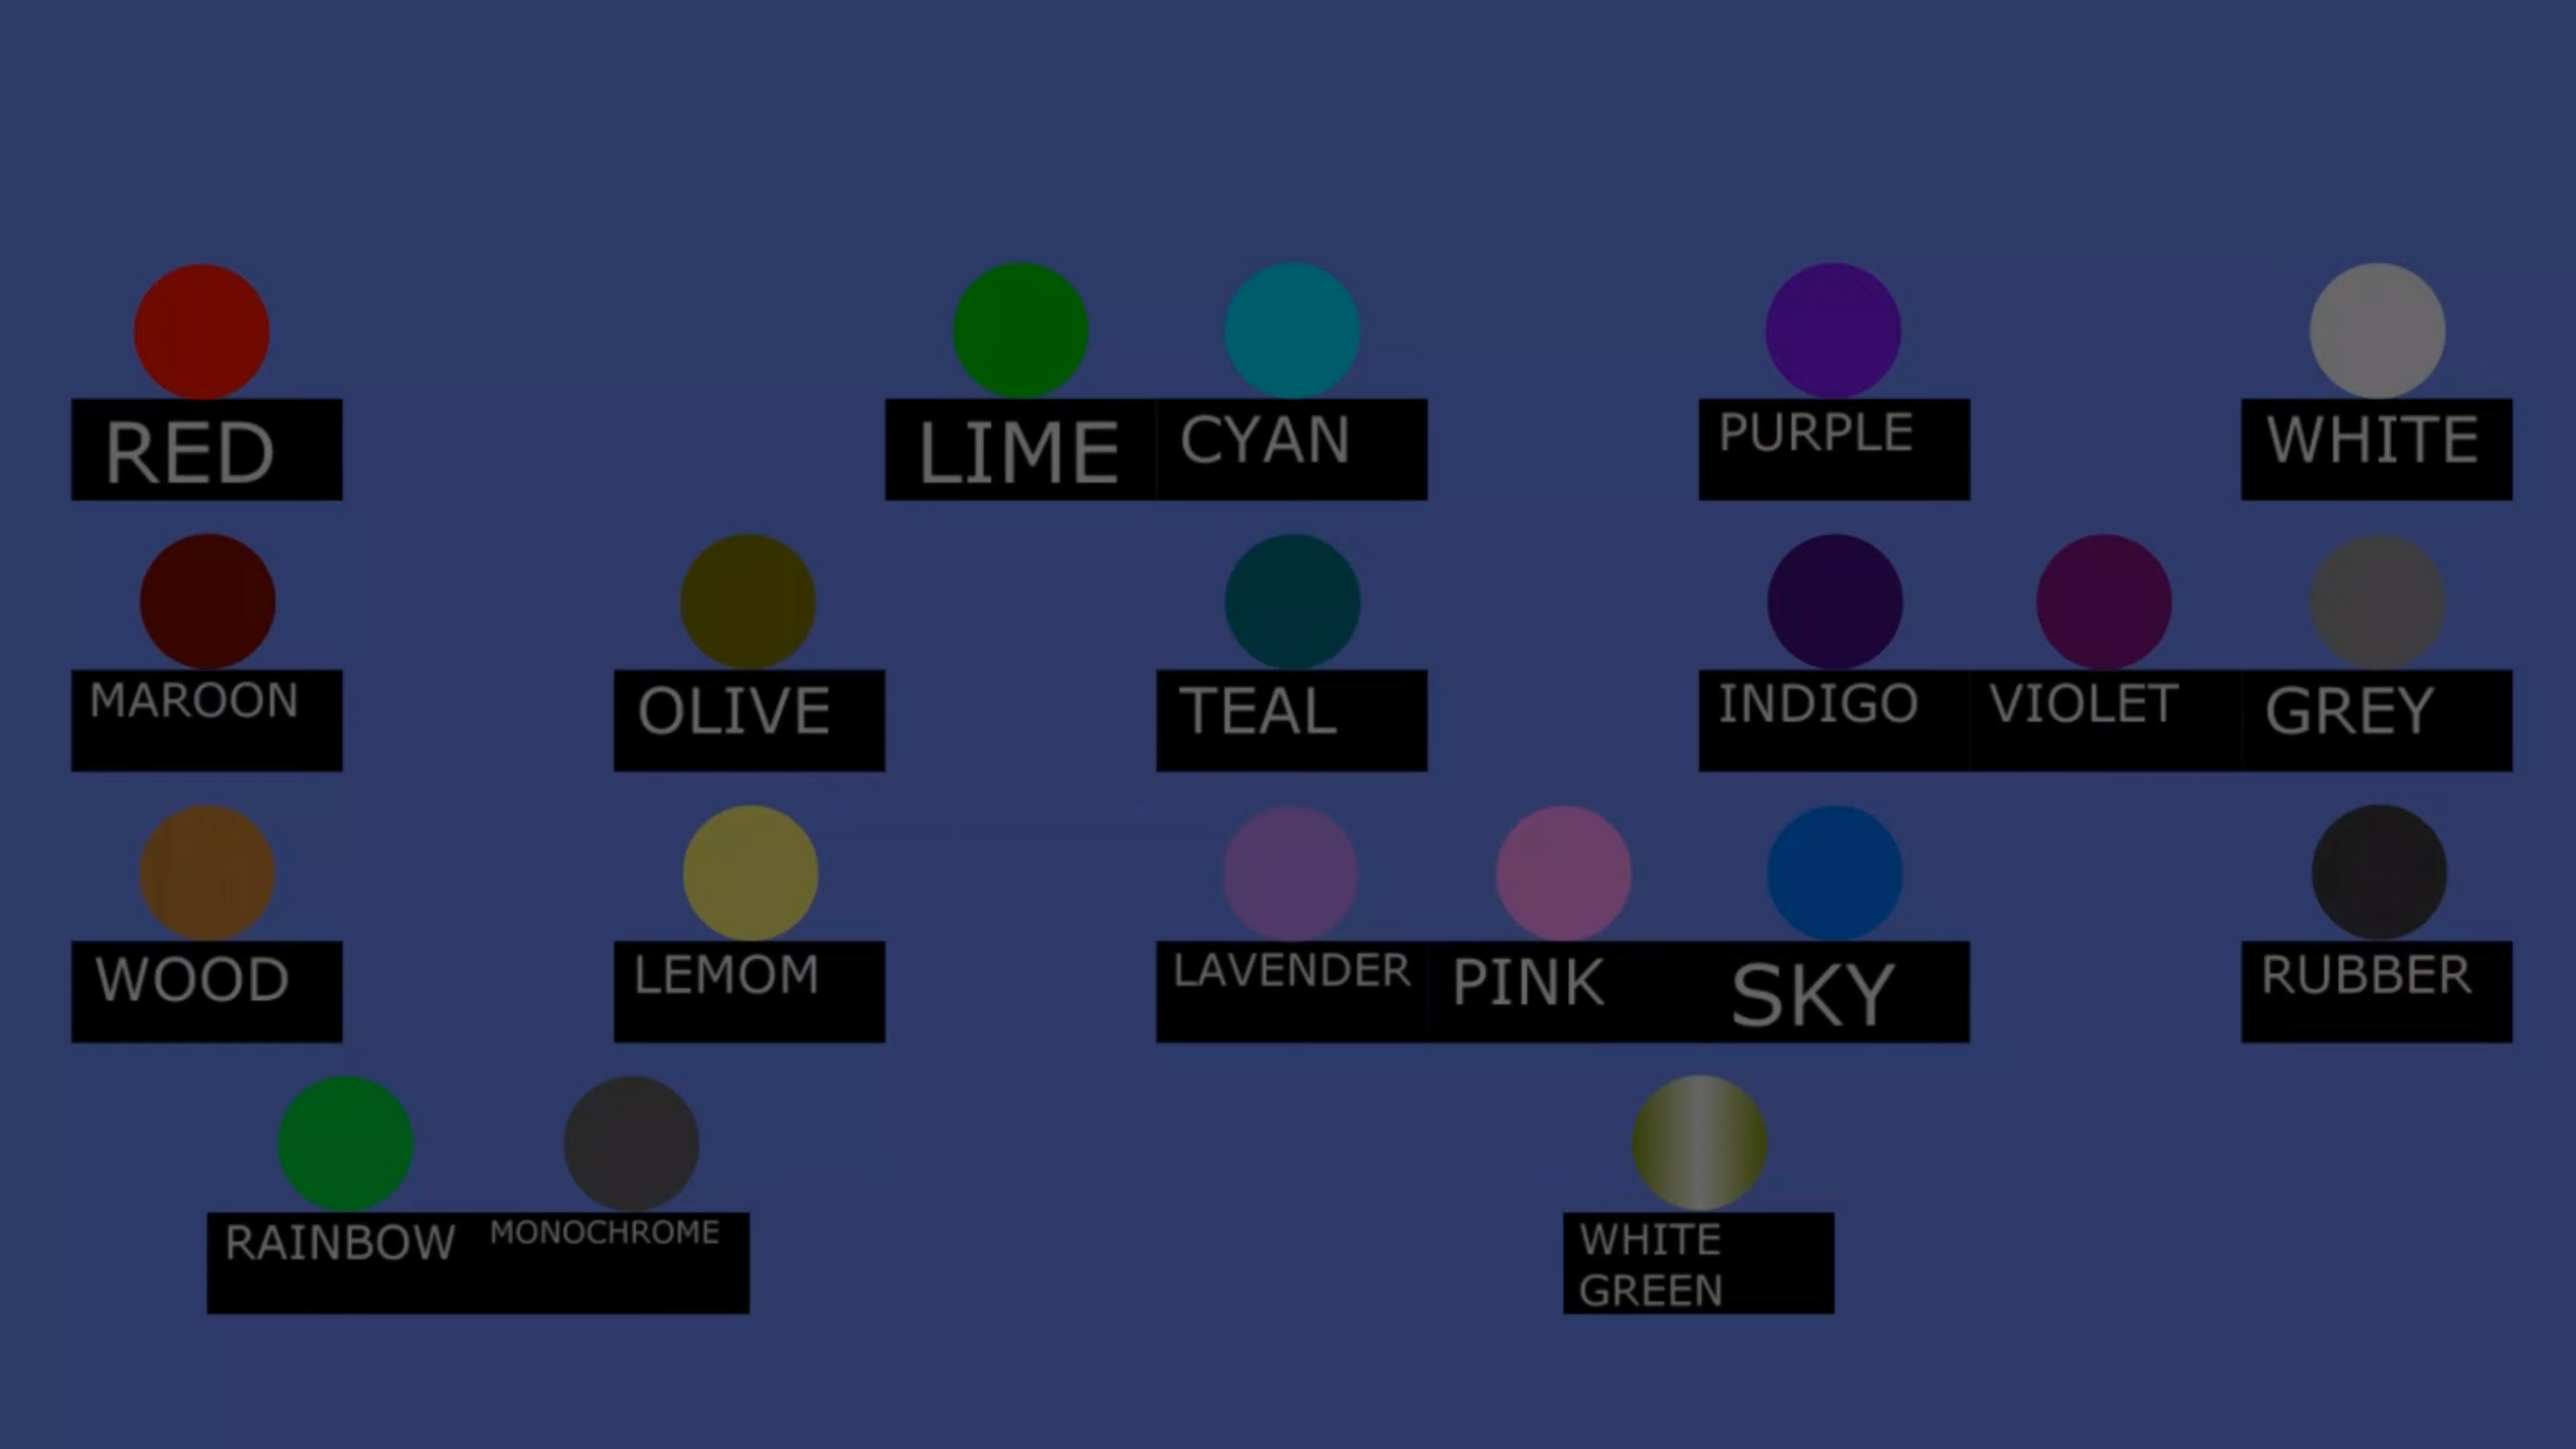 RED
LIME
CYAN
PURPLE
WHITE
MAROON
OLIVE
TEAL
INDIGO
VIOLET
GREY
WOOD
LEMOM
LAVENDER
PINK
SKY
RUBBER
RAINBOW
MONOCHROME
WHITE
GREEN